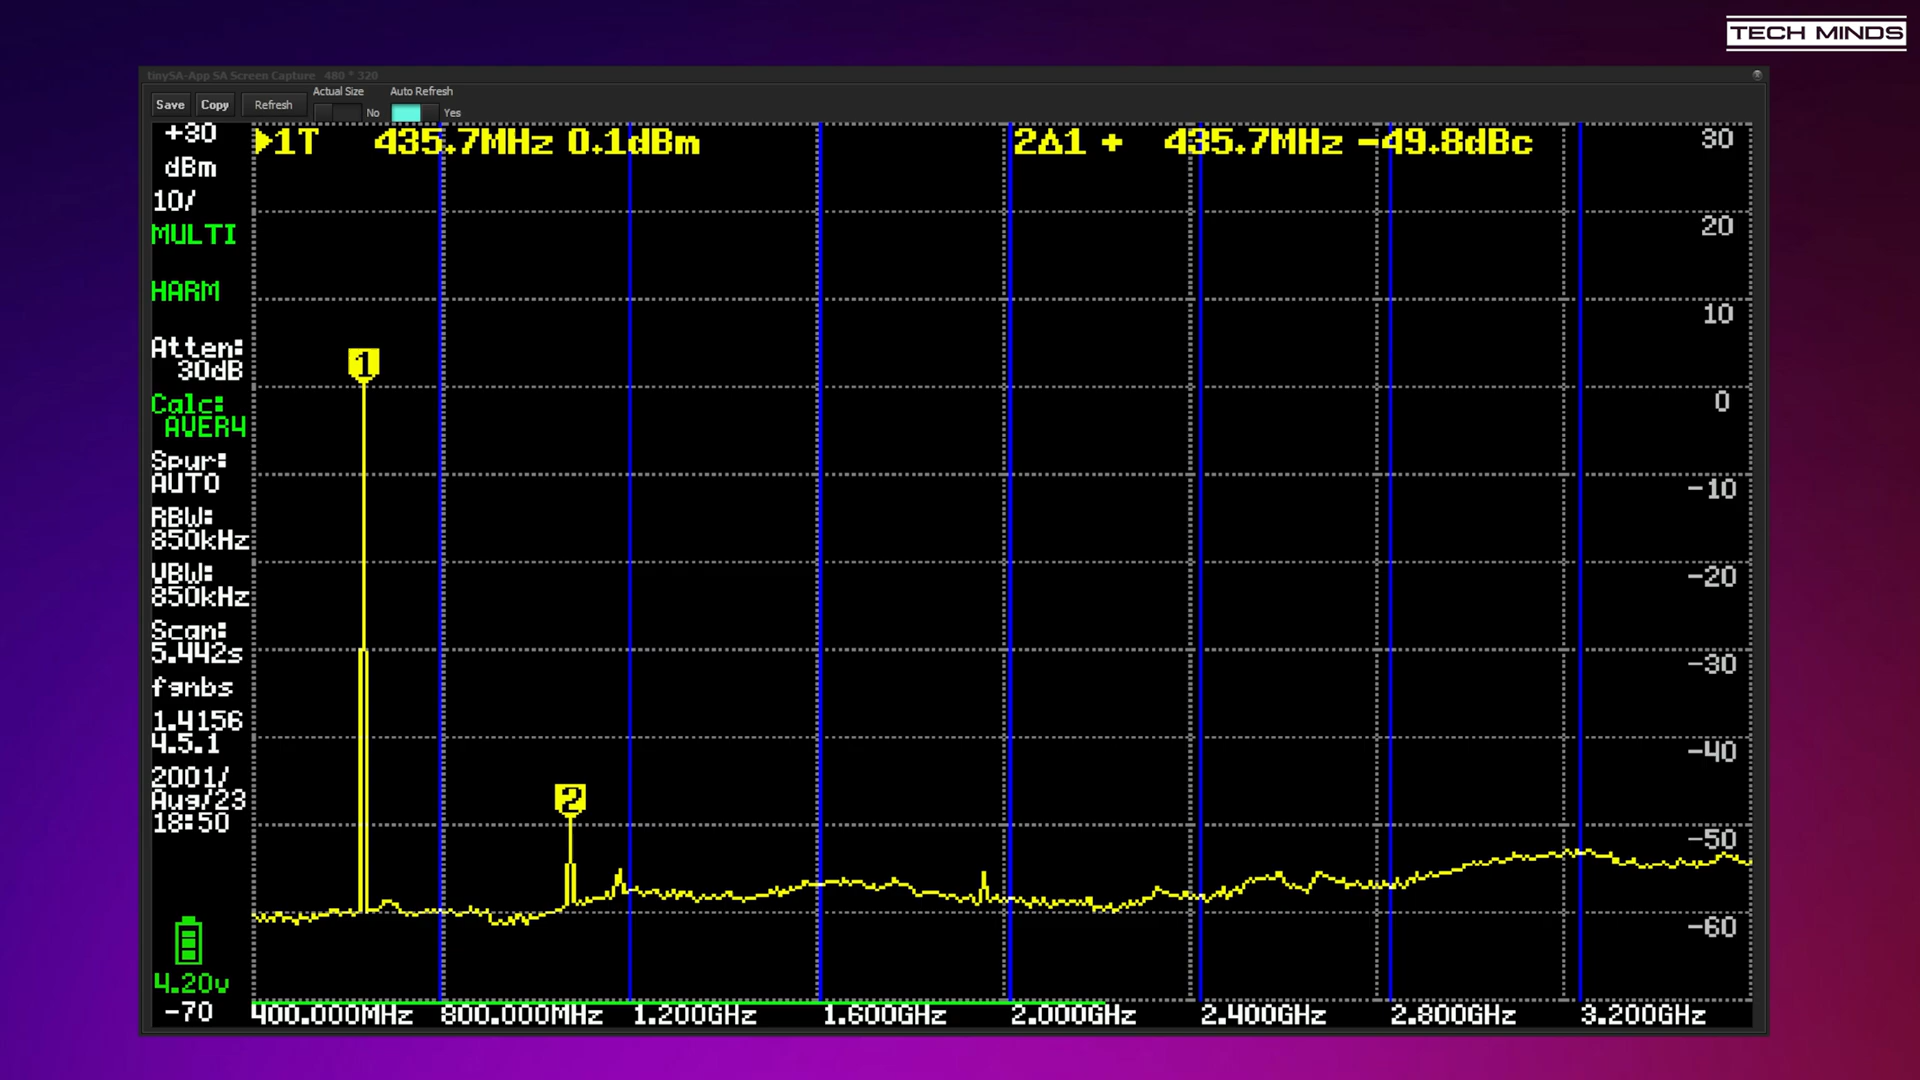 TECH MINDS
tinySA-App SA Screen Capture 480 * 320
Save Copy Refresh Actual Size No Auto Refresh Yes
+30
dBm
10/
MULTI
HARM
Atten:
30dB
Calc:
AVER4
Spur:
AUTO
RBW:
850kHz
VBW:
850kHz
Scan:
5.442s
fgnbs
1.4156
4.5.1
2001/
Aug/23
18:50
4.20v
-70
1T 435.7MHz 0.1dBm
2Δ1 + 435.7MHz -49.8dBc
1
2
30
20
10
0
-10
-20
-30
-40
-50
-60
400.000MHz 800.000MHz 1.200GHz 1.600GHz 2.000GHz 2.400GHz 2.800GHz 3.200GHz